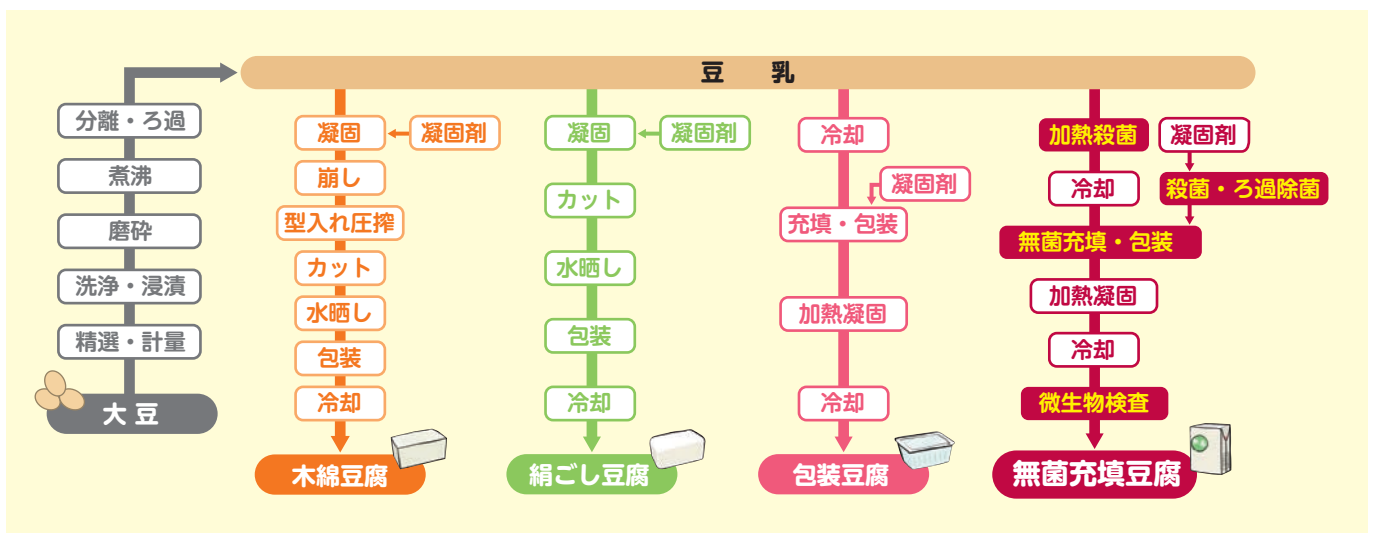 豆乳
分離・ろ過
煮沸
磨砕
洗浄・浸漬
精選・計量
大豆
凝固
凝固剤
崩し
型入れ圧搾
カット
水晒し
包装
冷却
木綿豆腐
凝固
凝固剤
カット
水晒し
包装
冷却
絹ごし豆腐
冷却
凝固剤
充填・包装
加熱凝固
冷却
包装豆腐
加熱殺菌
凝固剤
冷却
殺菌・ろ過除菌
無菌充填・包装
加熱凝固
冷却
微生物検査
無菌充填豆腐